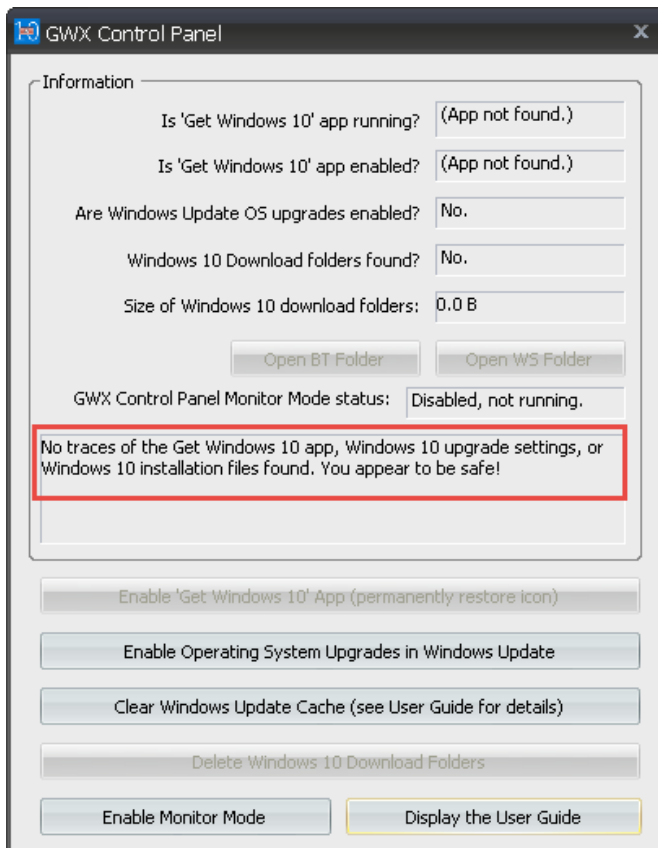 GWX Control Panel
Information
Is 'Get Windows 10' app running? (App not found.)
Is 'Get Windows 10' app enabled? (App not found.)
Are Windows Update OS upgrades enabled? No.
Windows 10 Download folders found? No.
Size of Windows 10 download folders: 0.0 B
Open BT Folder Open WS Folder
GWX Control Panel Monitor Mode status: Disabled, not running.
No traces of the Get Windows 10 app, Windows 10 upgrade settings, or
Windows 10 installation files found. You appear to be safe!
Enable 'Get Windows 10' App (permanently restore icon)
Enable Operating System Upgrades in Windows Update
Clear Windows Update Cache (see User Guide for details)
Delete Windows 10 Download Folders
Enable Monitor Mode Display the User Guide